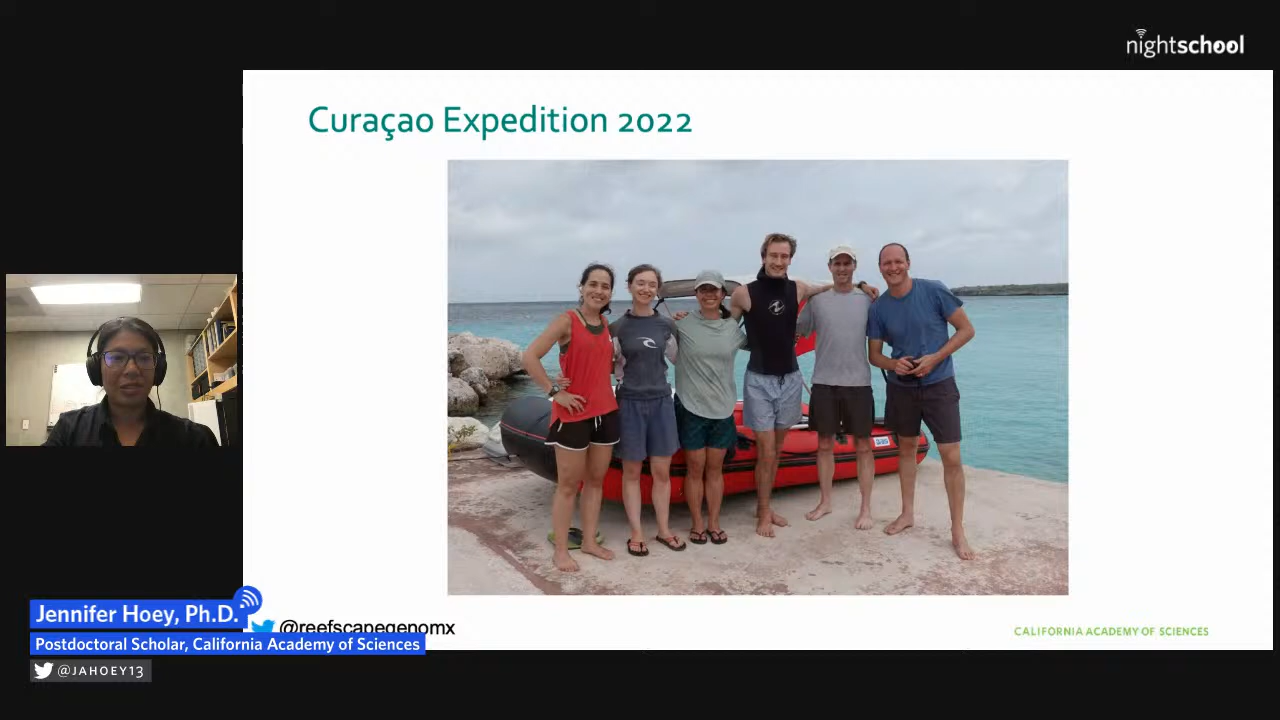 nightschool
Curaçao Expedition 2022
Jennifer Hoey, Ph.D.
@reefscapegenomx
Postdoctoral Scholar, California Academy of Sciences
@JAHOEY13
CALIFORNIA ACADEMY OF SCIENCES